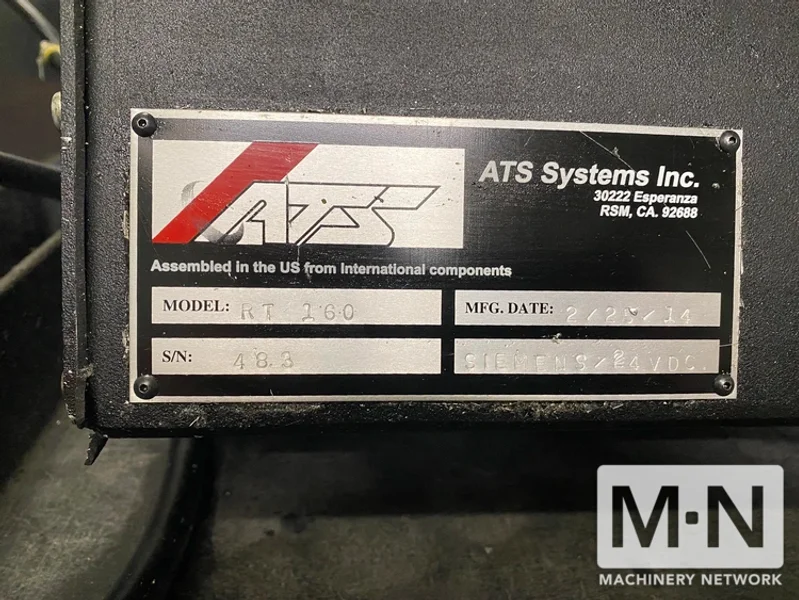 ATS
ATS Systems Inc.
30222 Esperanza
RSM, CA. 92688
Assembled in the US from International components
MODEL: RT 160
MFG. DATE: 2/25/14
S/N: 483
SIEMENS/24VDC.
M·N
MACHINERY NETWORK